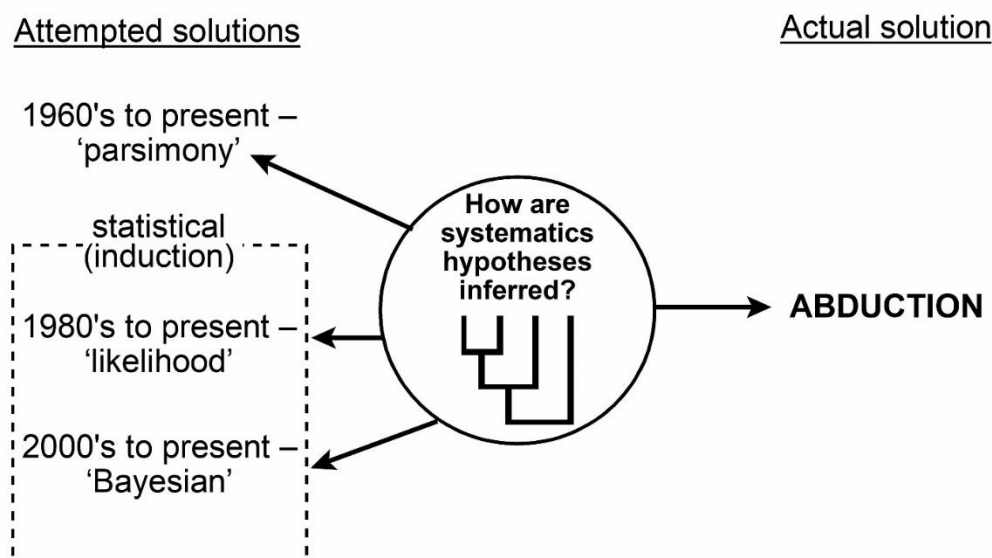 Attempted solutions
Actual solution
1960's to present –
‘parsimony’
statistical
(induction)
1980's to present –
‘likelihood’
2000's to present –
‘Bayesian’
How are
systematics
hypotheses
inferred?
ABDUCTION